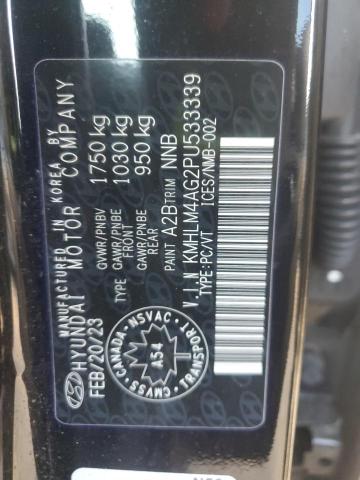 MANUFACTURED IN KOREA BY
HYUNDAI MOTOR COMPANY
FEB/20/23
GVWR/PNBV 1750 kg
TYPE GAWR/PNBE FRONT 1030 kg
GAWR/PNBE REAR 950 kg
PAINT A2B TRIM NNB
V I N KMHLM4AG2PU533339
TYPE:PC/VT ICES/NMB-002
CANADA NSVAC
A54
CMVSS TRANSPORT